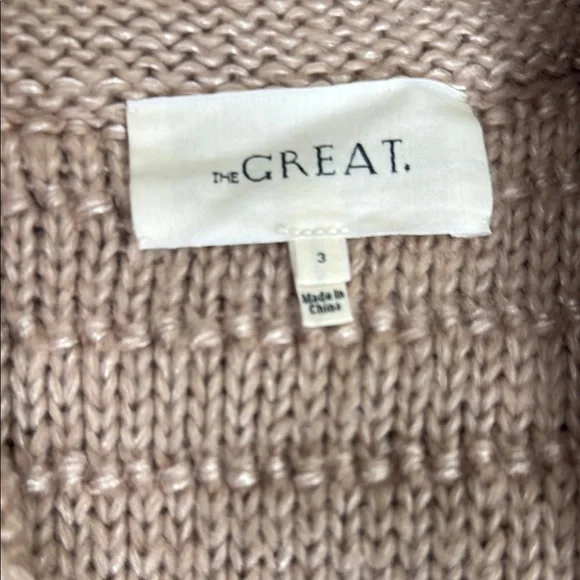 THE GREAT.
3
Made In
China